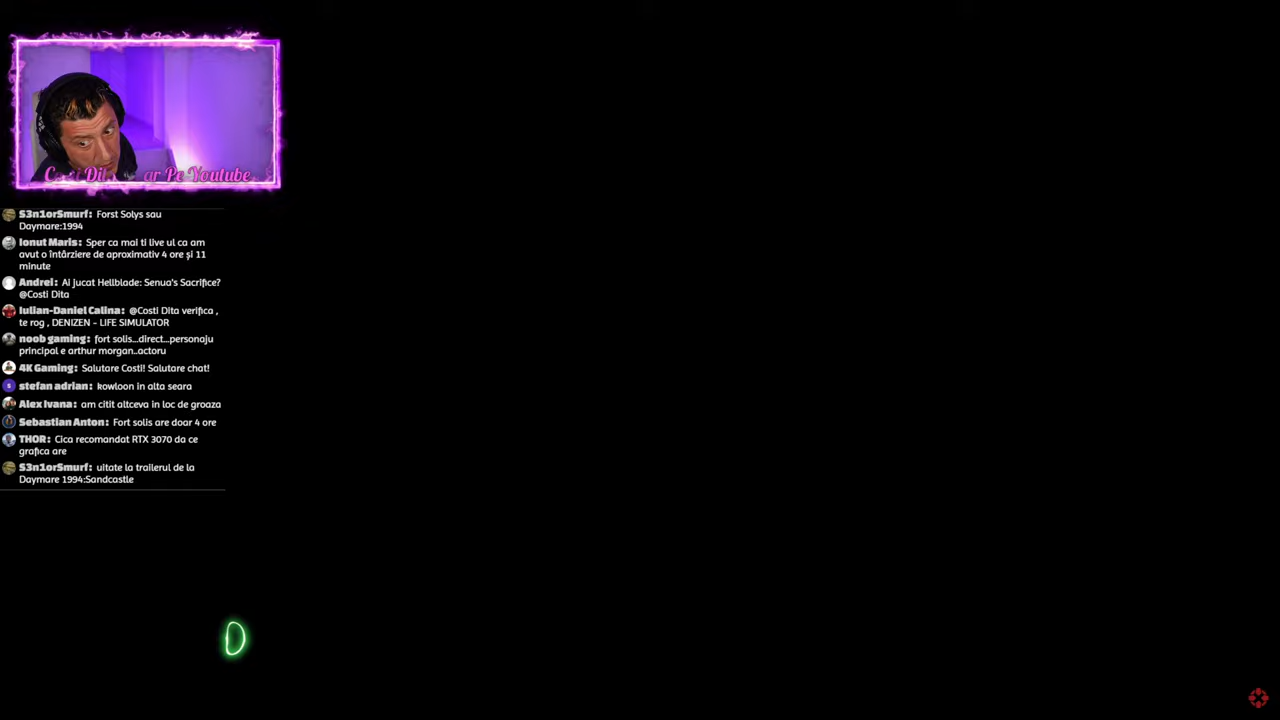 C Di ar Pe Youtube
S3n1orSmurf: Forst Solys sau
Daymare:1994
Ionut Maris: Sper ca mai ti live ul ca am
avut o întârziere de aproximativ 4 ore și 11
minute
Andrei: Ai jucat Hellblade: Senua's Sacrifice?
@Costi Dita
Iulian-Daniel Calina: @Costi Dita verifica ,
te rog , DENIZEN - LIFE SIMULATOR
noob gaming: fort solis...direct...personaju
principal e arthur morgan..actoru
4K Gaming: Salutare Costi! Salutare chat!
stefan adrian: kowloon in alta seara
Alex Ivana: am citit altceva in loc de groaza
Sebastian Anton: Fort solis are doar 4 ore
THOR: Cica recomandat RTX 3070 da ce
grafica are
S3n1orSmurf: uitate la trailerul de la
Daymare 1994:Sandcastle